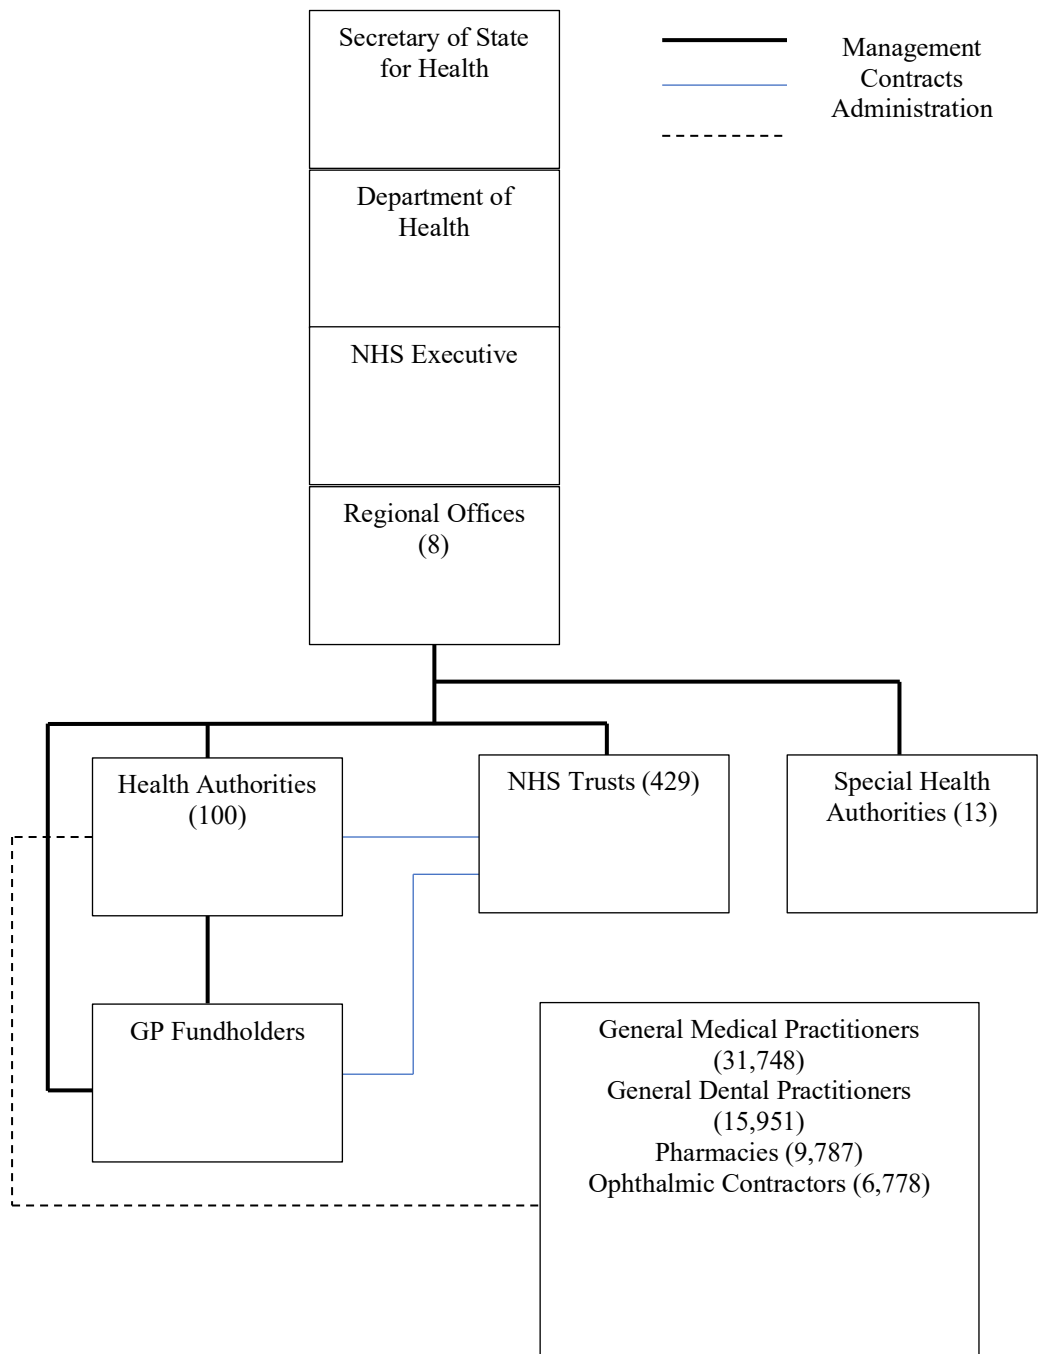 Secretary of State
for Health
Management
Contracts
Administration
Department of
Health
NHS Executive
Regional Offices
(8)
Health Authorities
(100)
NHS Trusts (429)
Special Health
Authorities (13)
GP Fundholders
General Medical Practitioners
(31,748)
General Dental Practitioners
(15,951)
Pharmacies (9,787)
Ophthalmic Contractors (6,778)